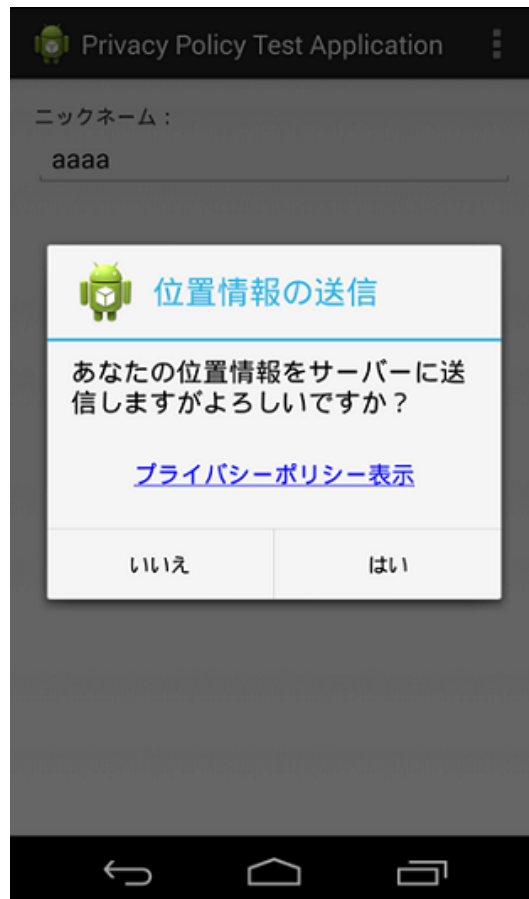 Privacy Policy Test Application
ニックネーム：
aaaa
位置情報の送信
あなたの位置情報をサーバーに送
信しますがよろしいですか？
プライバシーポリシー表示
いいえ
はい